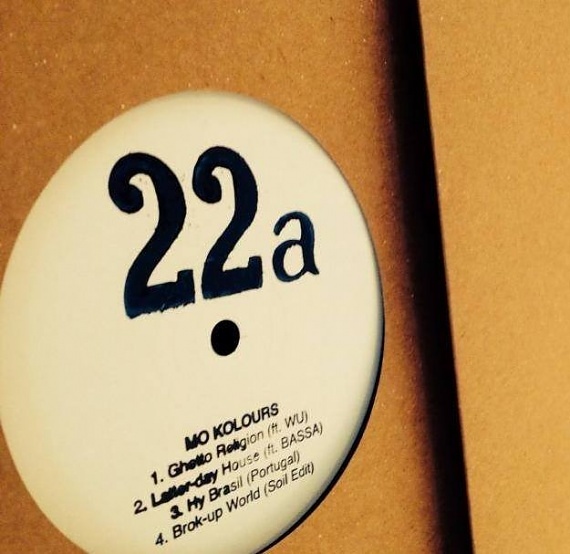 22a
MO KOLOURS
1. Ghetto Religion (ft. WU)
2. Latter-day House (ft. BASSA)
3. Hy Brasil (Portugal)
4. Brok-up World (Soil Edit)